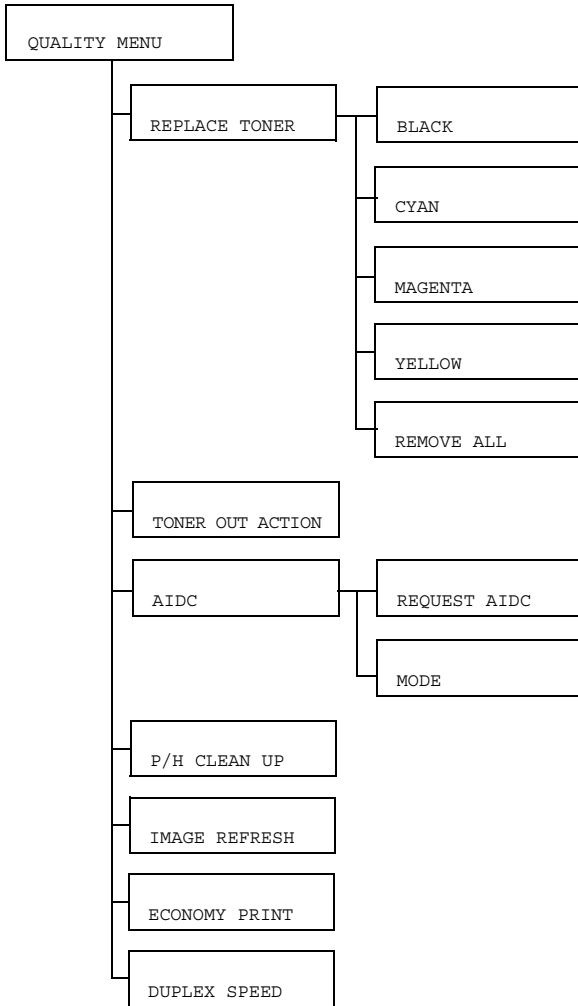 QUALITY MENU
REPLACE TONER
BLACK
CYAN
MAGENTA
YELLOW
REMOVE ALL
TONER OUT ACTION
AIDC
REQUEST AIDC
MODE
P/H CLEAN UP
IMAGE REFRESH
ECONOMY PRINT
DUPLEX SPEED